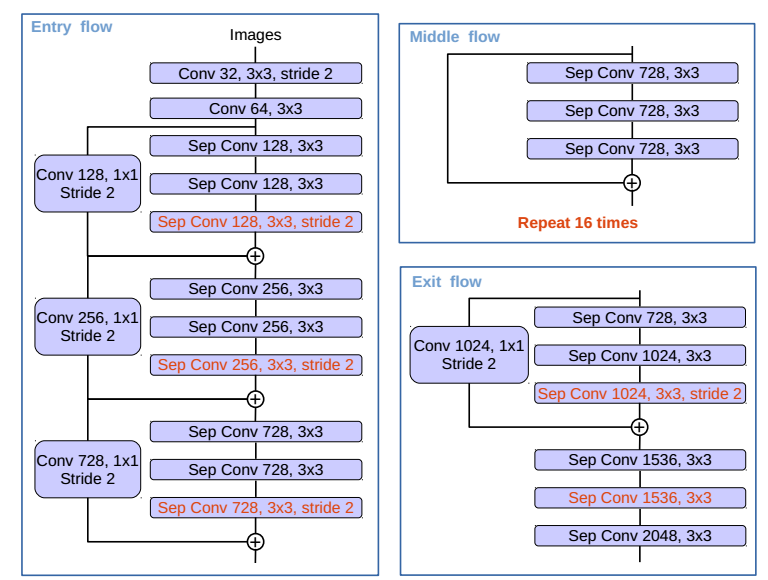 Entry flow
Images
Conv 32, 3x3, stride 2
Conv 64, 3x3
Sep Conv 128, 3x3
Conv 128, 1x1
Stride 2
Sep Conv 128, 3x3
Sep Conv 128, 3x3, stride 2
Sep Conv 256, 3x3
Conv 256, 1x1
Stride 2
Sep Conv 256, 3x3
Sep Conv 256, 3x3, stride 2
Sep Conv 728, 3x3
Conv 728, 1x1
Stride 2
Sep Conv 728, 3x3
Sep Conv 728, 3x3, stride 2
Middle flow
Sep Conv 728, 3x3
Sep Conv 728, 3x3
Sep Conv 728, 3x3
Repeat 16 times
Exit flow
Sep Conv 728, 3x3
Conv 1024, 1x1
Stride 2
Sep Conv 1024, 3x3
Sep Conv 1024, 3x3, stride 2
Sep Conv 1536, 3x3
Sep Conv 1536, 3x3
Sep Conv 2048, 3x3